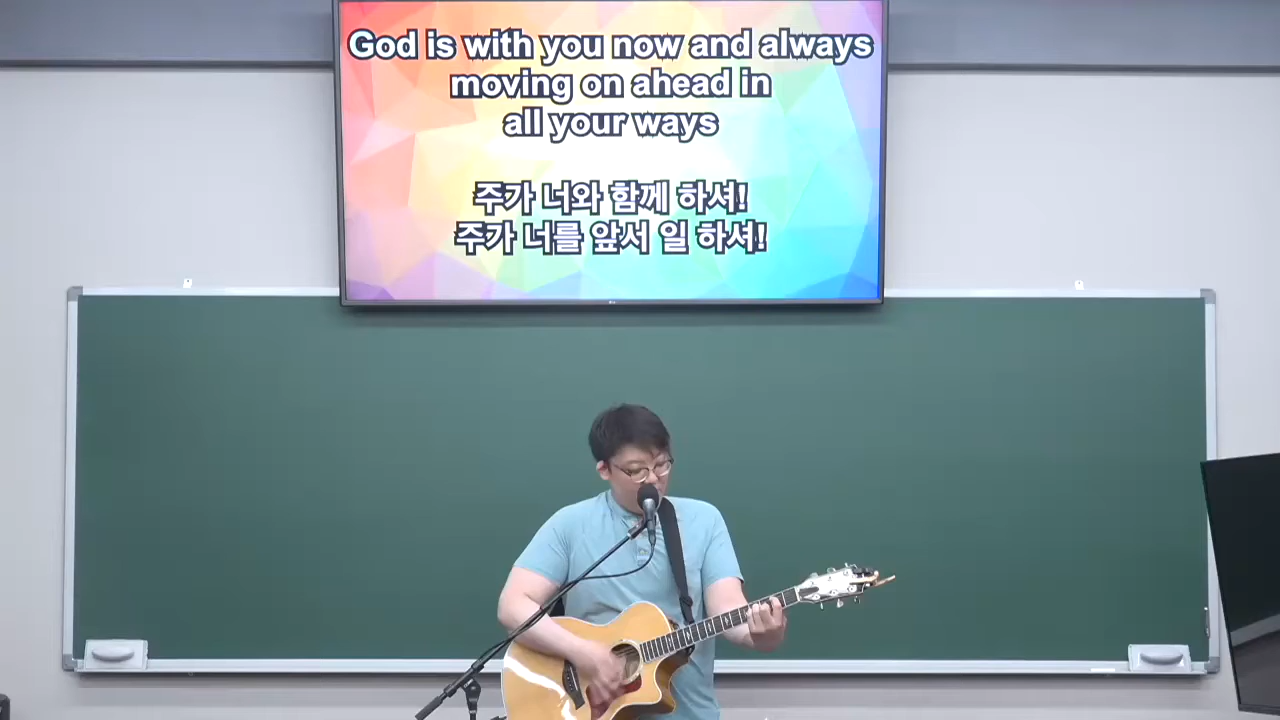 God is with you now and always
moving on ahead in
all your ways
주가 너와 함께 하셔!
주가 너를 앞서 일 하셔!